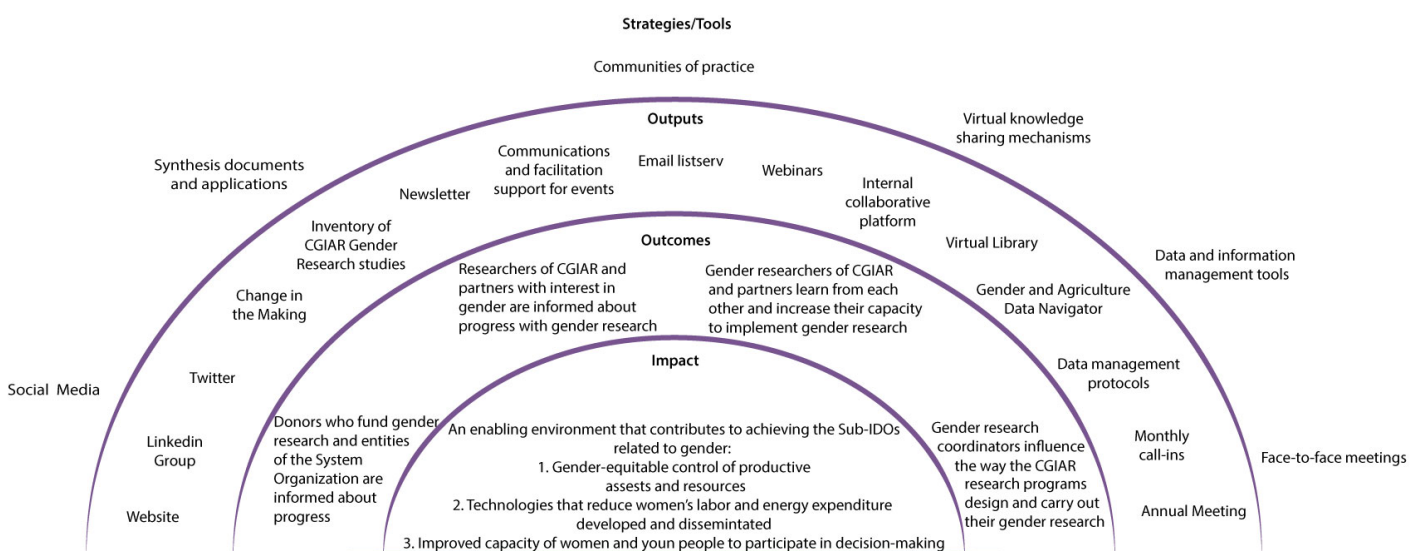 Strategies/Tools
Communities of practice
Social Media
Synthesis documents
and applications
Virtual knowledge
sharing mechanisms
Data and information
management tools
Face-to-face meetings
Outputs
Website
Linkedin
Group
Twitter
Change in
the Making
Inventory of
CGIAR Gender
Research studies
Newsletter
Communications
and facilitation
support for events
Email listserv
Webinars
Internal
collaborative
platform
Virtual Library
Gender and Agriculture
Data Navigator
Data management
protocols
Monthly
call-ins
Annual Meeting
Outcomes
Donors who fund gender
research and entities
of the System
Organization are
informed about
progress
Researchers of CGIAR and
partners with interest in
gender are informed about
progress with gender research
Gender researchers of CGIAR
and partners learn from each
other and increase their capacity
to implement gender research
Gender research
coordinators influence
the way the CGIAR
research programs
design and carry out
their gender research
Impact
An enabling environment that contributes to achieving the Sub-IDOs
related to gender:
1. Gender-equitable control of productive
assests and resources
2. Technologies that reduce women's labor and energy expenditure
developed and dissemintated
3. Improved capacity of women and youn people to participate in decision-making